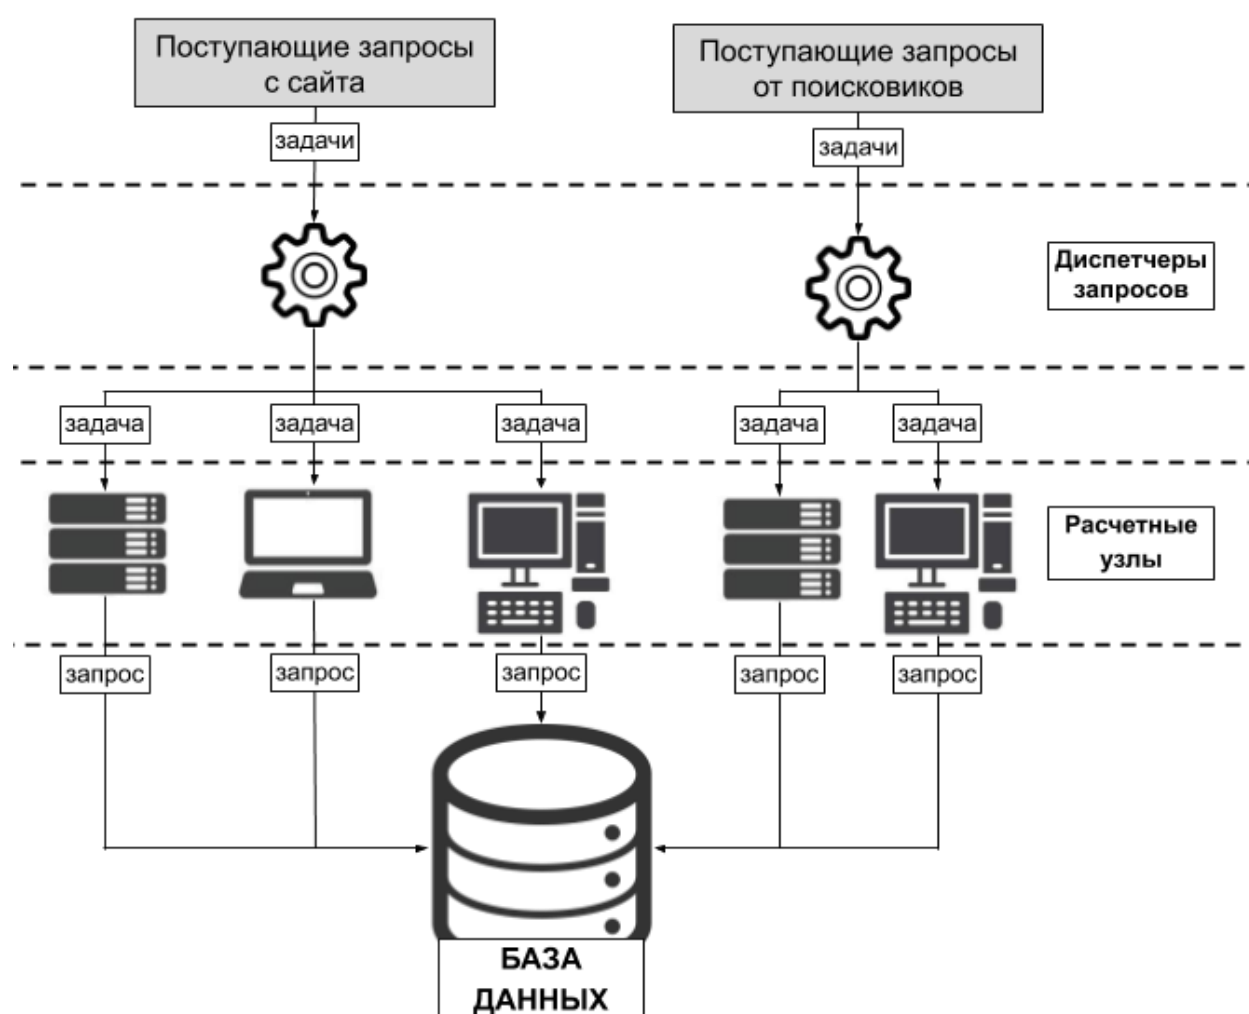 Поступающие запросы
с сайта
Поступающие запросы
от поисковиков
задачи
задачи
Диспетчеры
запросов
задача
задача
задача
задача
задача
Расчетные
узлы
запрос
запрос
запрос
запрос
запрос
БАЗА
ДАННЫХ